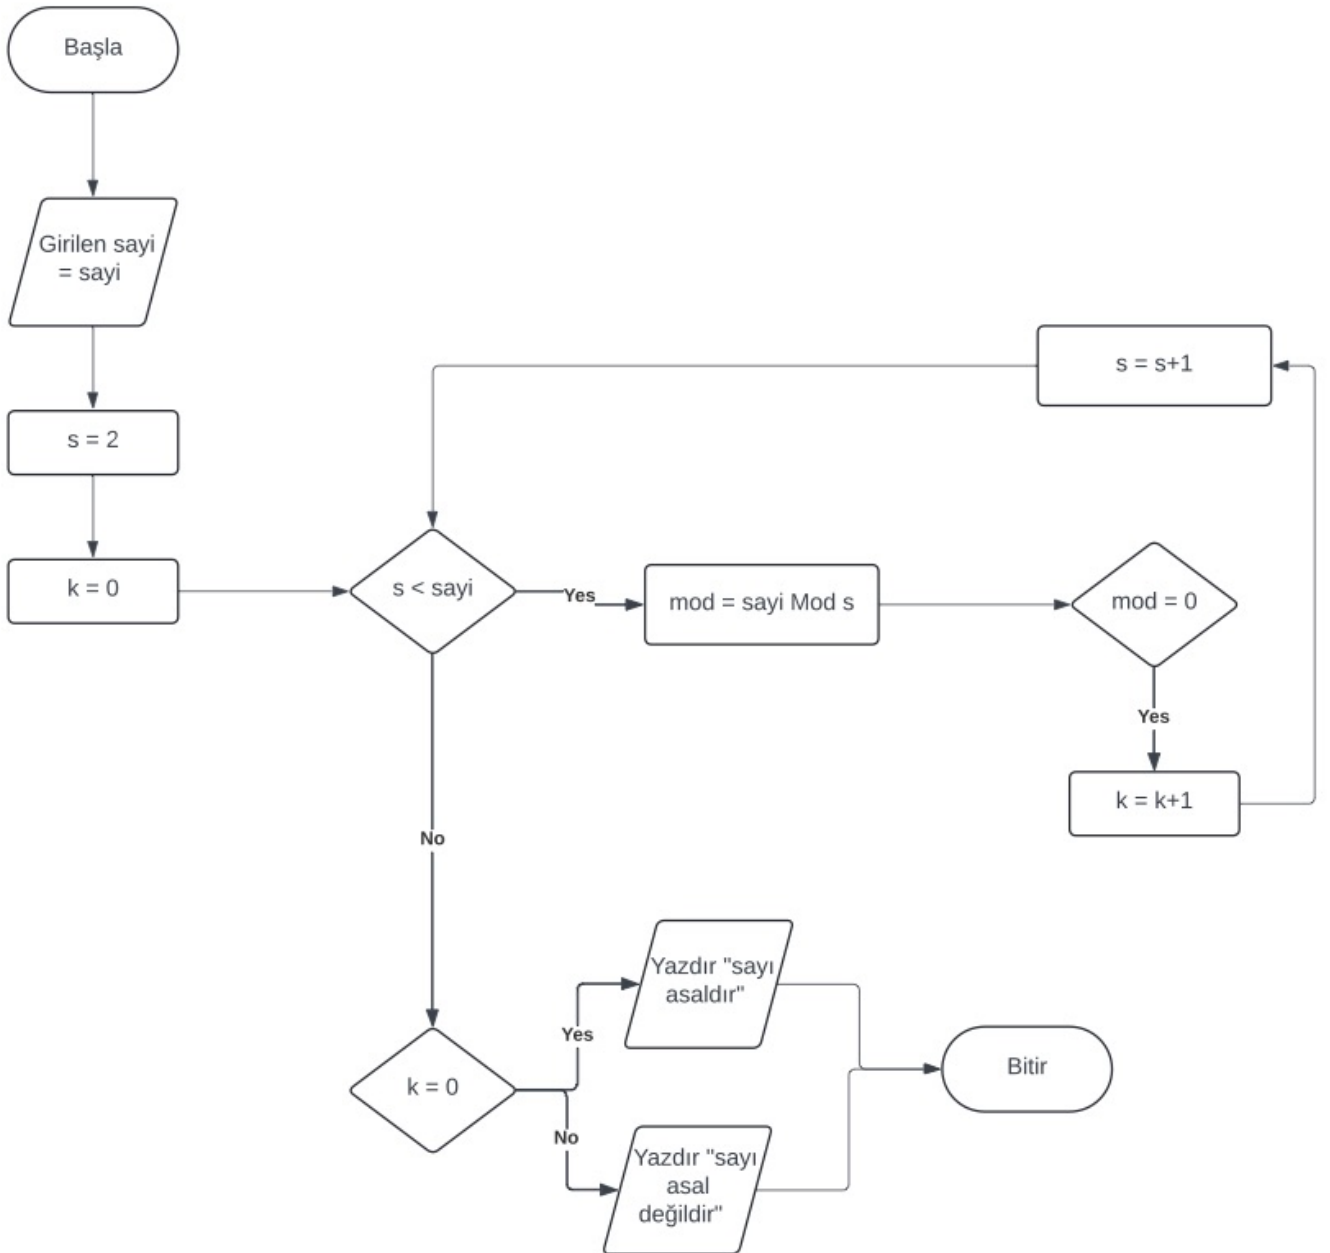 Başla
Girilen sayi
= sayi
s = 2
k = 0
s < sayi
Yes
mod = sayi Mod s
mod = 0
Yes
k = k+1
s = s+1
No
k = 0
Yes
Yazdır "sayı
asaldır"
No
Yazdır "sayı
asal
değildir"
Bitir